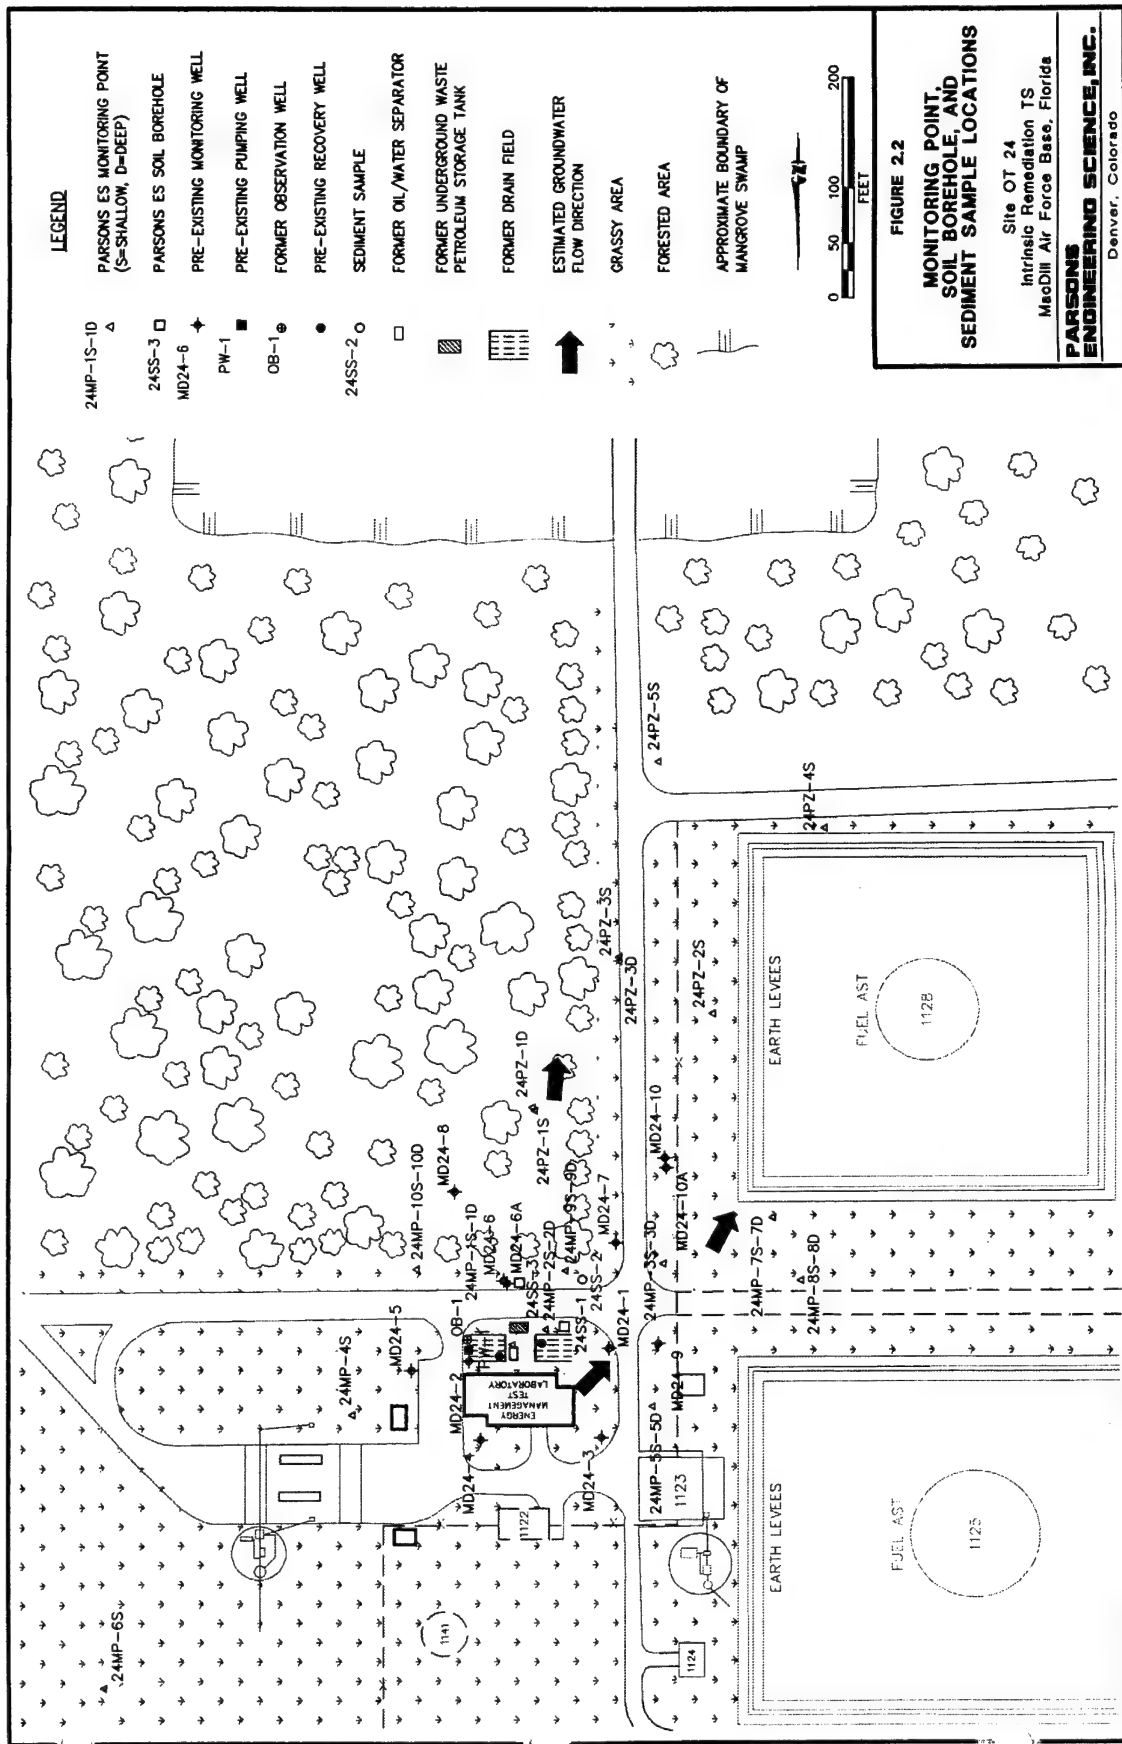 LEGEND
24MP-1S-1D
PARSONS ES MONITORING POINT
(S=SHALLOW, D=DEEP)
24SS-3
PARSONS ES SOIL BOREHOLE
MD24-6
PRE-EXISTING MONITORING WELL
PW-1
PRE-EXISTING PUMPING WELL
OB-1
FORMER OBSERVATION WELL
PRE-EXISTING RECOVERY WELL
24SS-2
SEDIMENT SAMPLE
FORMER OIL/WATER SEPARATOR
FORMER UNDERGROUND WASTE
PETROLEUM STORAGE TANK
FORMER DRAIN FIELD
ESTIMATED GROUNDWATER
FLOW DIRECTION
GRASSY AREA
FORESTED AREA
APPROXIMATE BOUNDARY OF
MANGROVE SWAMP
0 50 100 200
FEET
FIGURE 2.2
MONITORING POINT,
SOIL BOREHOLE, AND
SEDIMENT SAMPLE LOCATIONS
Site OT 24
Intrinsic Remediation TS
MacDill Air Force Base, Florida
PARSONS
ENGINEERING SCIENCE, INC.
Denver, Colorado
24MP-6S
24MP-4S
MD24-5
24MP-10S-10D
MD24-8
MD24-4
MD24-2
OB-1
PW-1
24MP-1S-1D
MD24-6
MD24-6A
24SS-3
24MP-2S-2D
24MP-9S-9D
24PZ-1S
24PZ-1D
ENERGY
MANAGEMENT
TEST
LABORATORY
24SS-1
24SS-2
MD24-7
MD24-3
MD24-1
24MP-3S-3D
24PZ-3S
24PZ-3D
24PZ-5S
24MP-5S-5D
MD24-9
MD24-10A
MD24-10
24PZ-2S
24PZ-4S
24MP-7S-7D
24MP-8S-8D
1141
1122
1123
1124
EARTH LEVEES
FUEL AST
1125
EARTH LEVEES
FUEL AST
1128